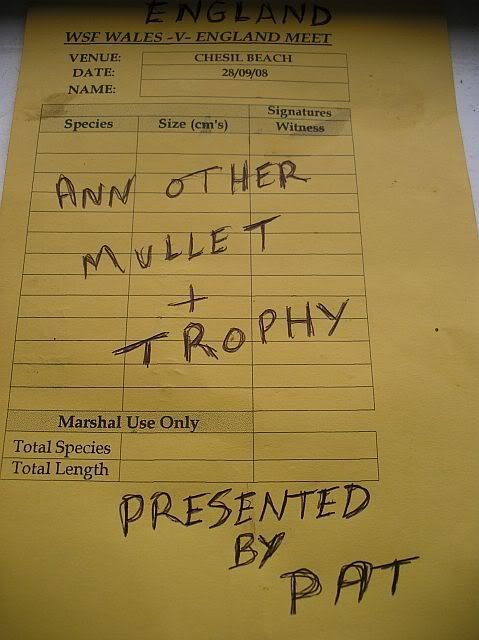 ENGLAND
WSF WALES -V- ENGLAND MEET
VENUE: CHESIL BEACH
DATE: 28/09/08
NAME:
Signatures
Species Size (cm's) Witness
ANN OTHER
MULLET
+
TROPHY
Marshal Use Only
Total Species
Total Length
PRESENTED
BY
PAT